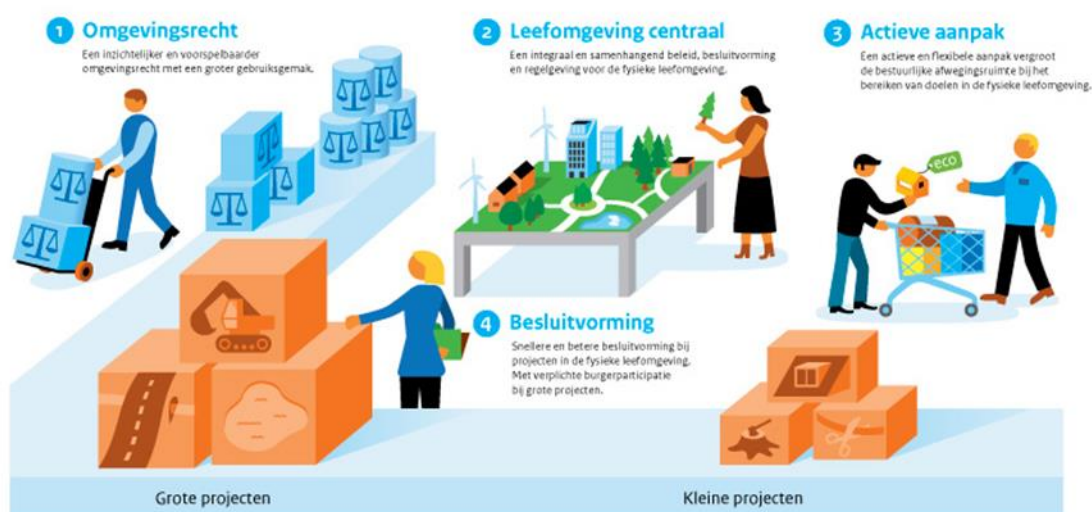 1 Omgevingsrecht
Een inzichtelijker en voorspelbaarder
omgevingsrecht met een groter gebruiksgemak.
2 Leefomgeving centraal
Een integraal en samenhangend beleid, besluitvorming
en regelgeving voor de fysieke leefomgeving.
3 Actieve aanpak
Een actieve en flexibele aanpak vergroot
de bestuurlijke afwegingsruimte bij het
bereiken van doelen in de fysieke leefomgeving.
eco
4 Besluitvorming
Snellere en betere besluitvorming bij
projecten in de fysieke leefomgeving.
Met verplichte burgerparticipatie
bij grote projecten.
Grote projecten
Kleine projecten